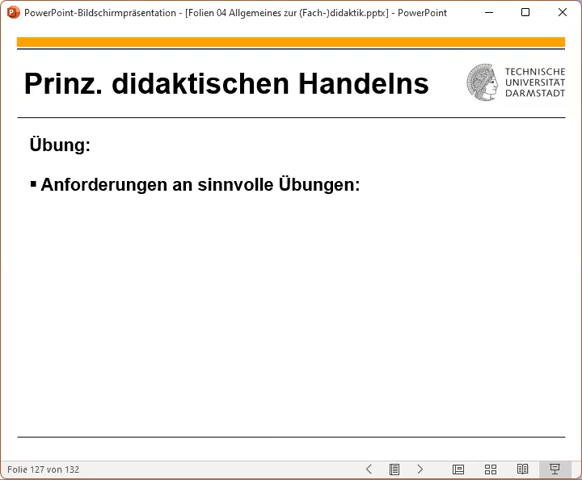 PowerPoint-Bildschirmpräsentation - [Folien 04 Allgemeines zur (Fach-)didaktik.pptx] - PowerPoint
Prinz. didaktischen Handelns
TECHNISCHE
UNIVERSITÄT
DARMSTADT
Übung:
▪ Anforderungen an sinnvolle Übungen:
Folie 127 von 132